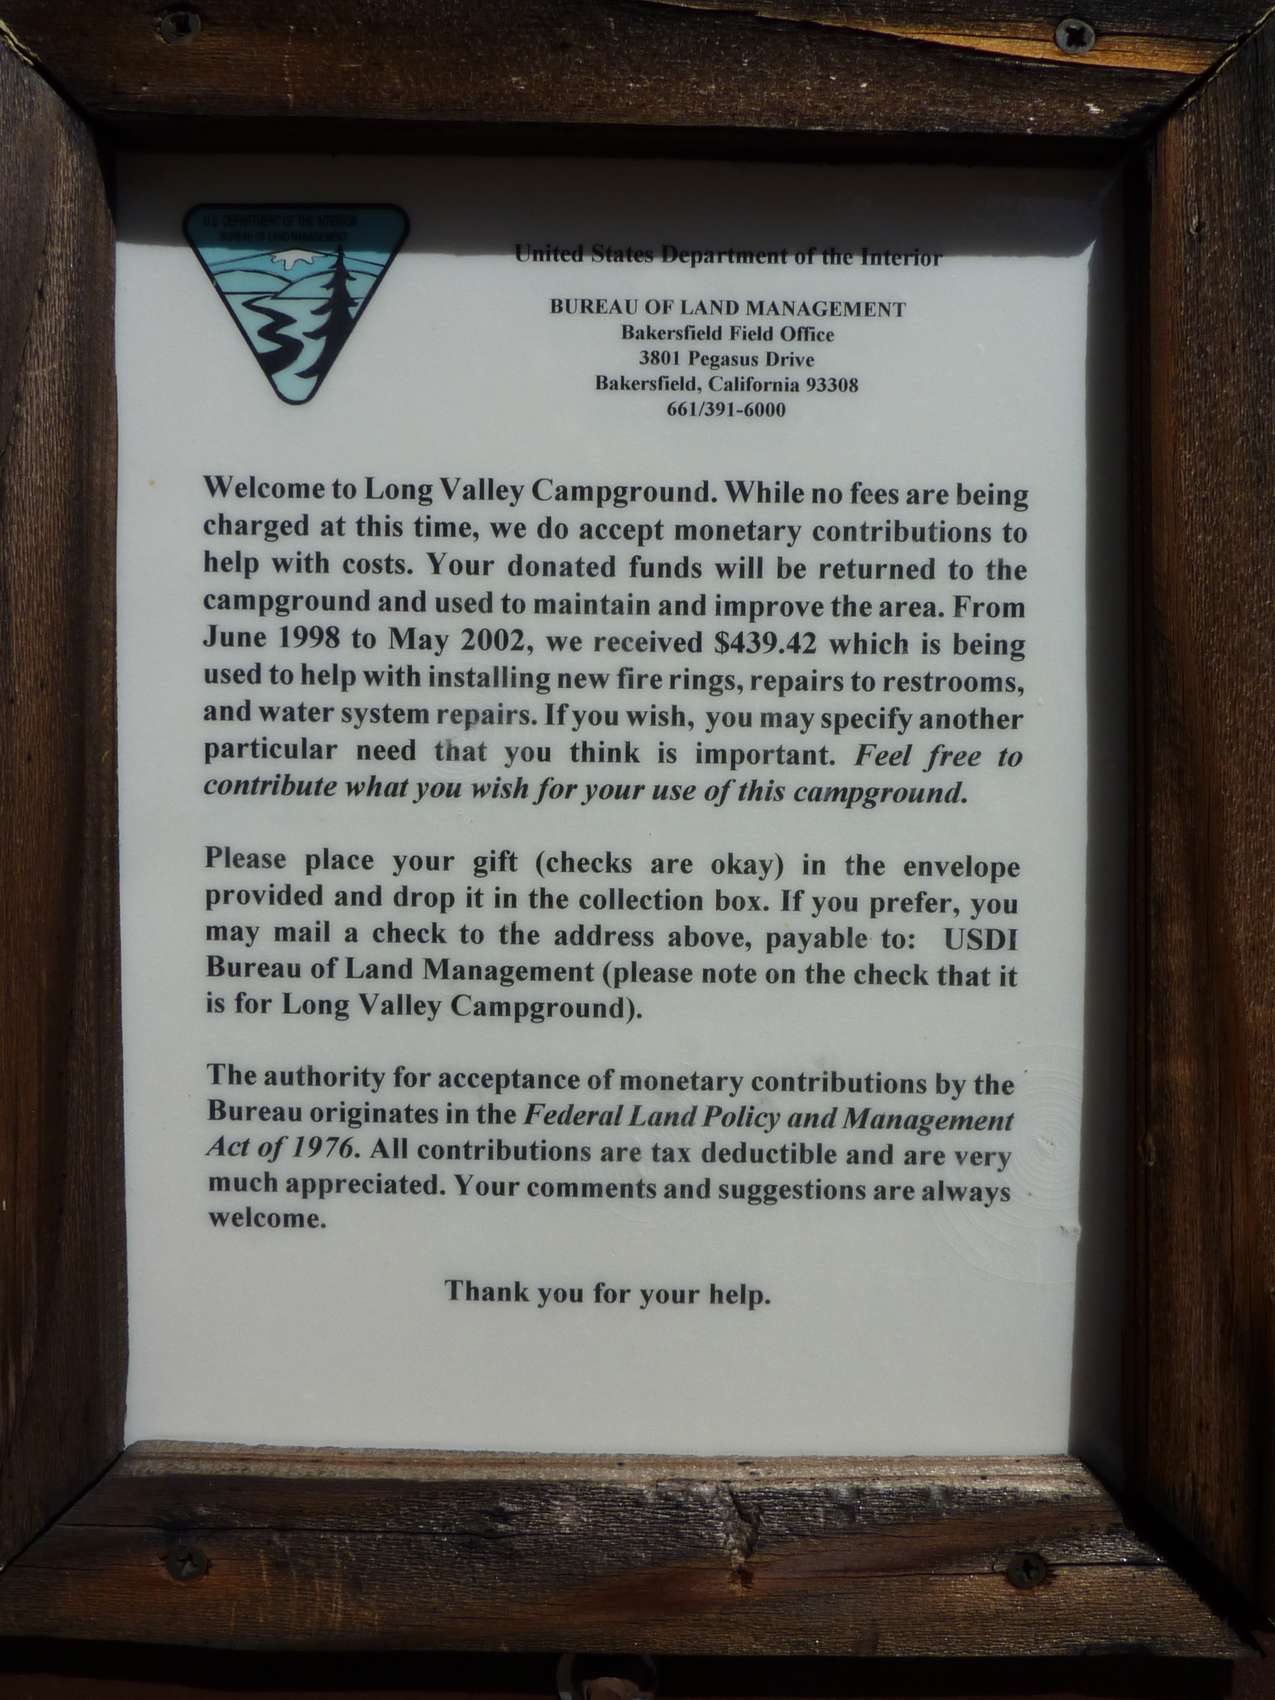 U.S. DEPARTMENT OF THE INTERIOR
BUREAU OF LAND MANAGEMENT
United States Department of the Interior
BUREAU OF LAND MANAGEMENT
Bakersfield Field Office
3801 Pegasus Drive
Bakersfield, California 93308
661/391-6000
Welcome to Long Valley Campground. While no fees are being
charged at this time, we do accept monetary contributions to
help with costs. Your donated funds will be returned to the
campground and used to maintain and improve the area. From
June 1998 to May 2002, we received $439.42 which is being
used to help with installing new fire rings, repairs to restrooms,
and water system repairs. If you wish, you may specify another
particular need that you think is important. Feel free to
contribute what you wish for your use of this campground.
Please place your gift (checks are okay) in the envelope
provided and drop it in the collection box. If you prefer, you
may mail a check to the address above, payable to: USDI
Bureau of Land Management (please note on the check that it
is for Long Valley Campground).
The authority for acceptance of monetary contributions by the
Bureau originates in the Federal Land Policy and Management
Act of 1976. All contributions are tax deductible and are very
much appreciated. Your comments and suggestions are always
welcome.
Thank you for your help.